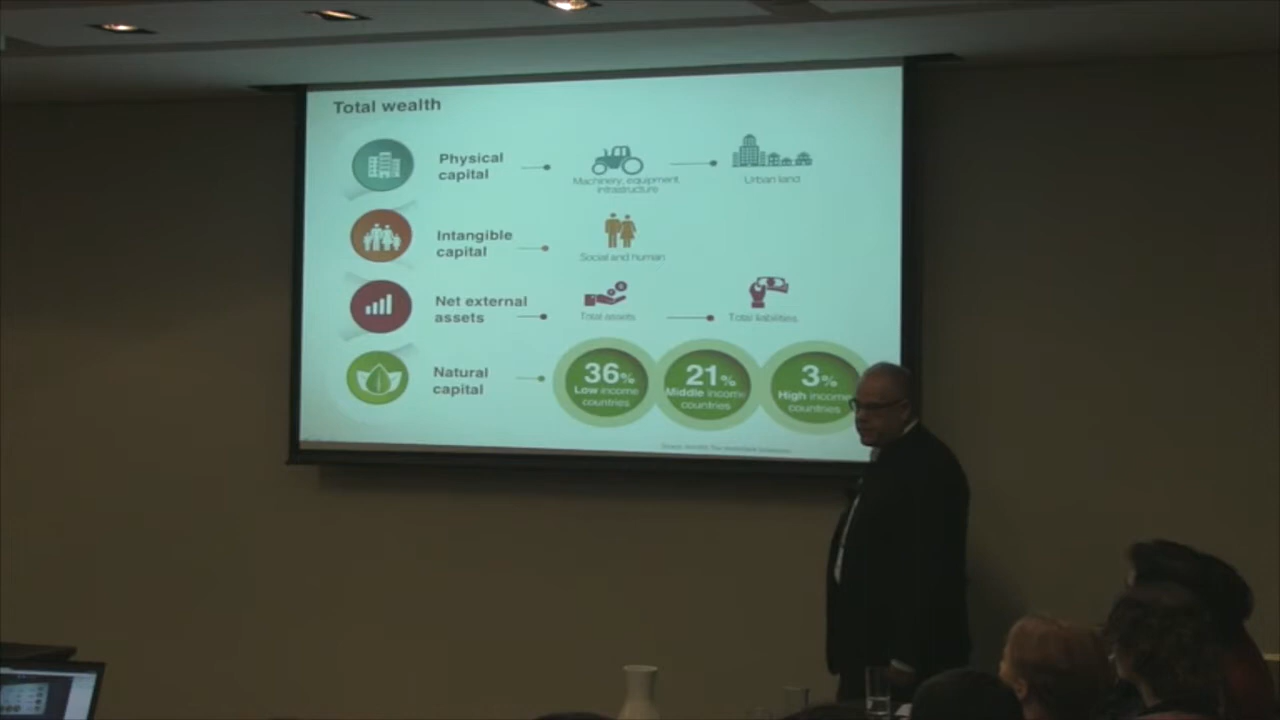 Total wealth
Physical
capital
Machinery, equipment,
infrastructure
Urban land
Intangible
capital
Social and human
Net external
assets
Total assets
Total liabilities
Natural
capital
36%
Low income
countries
21%
Middle income
countries
3%
High income
countries